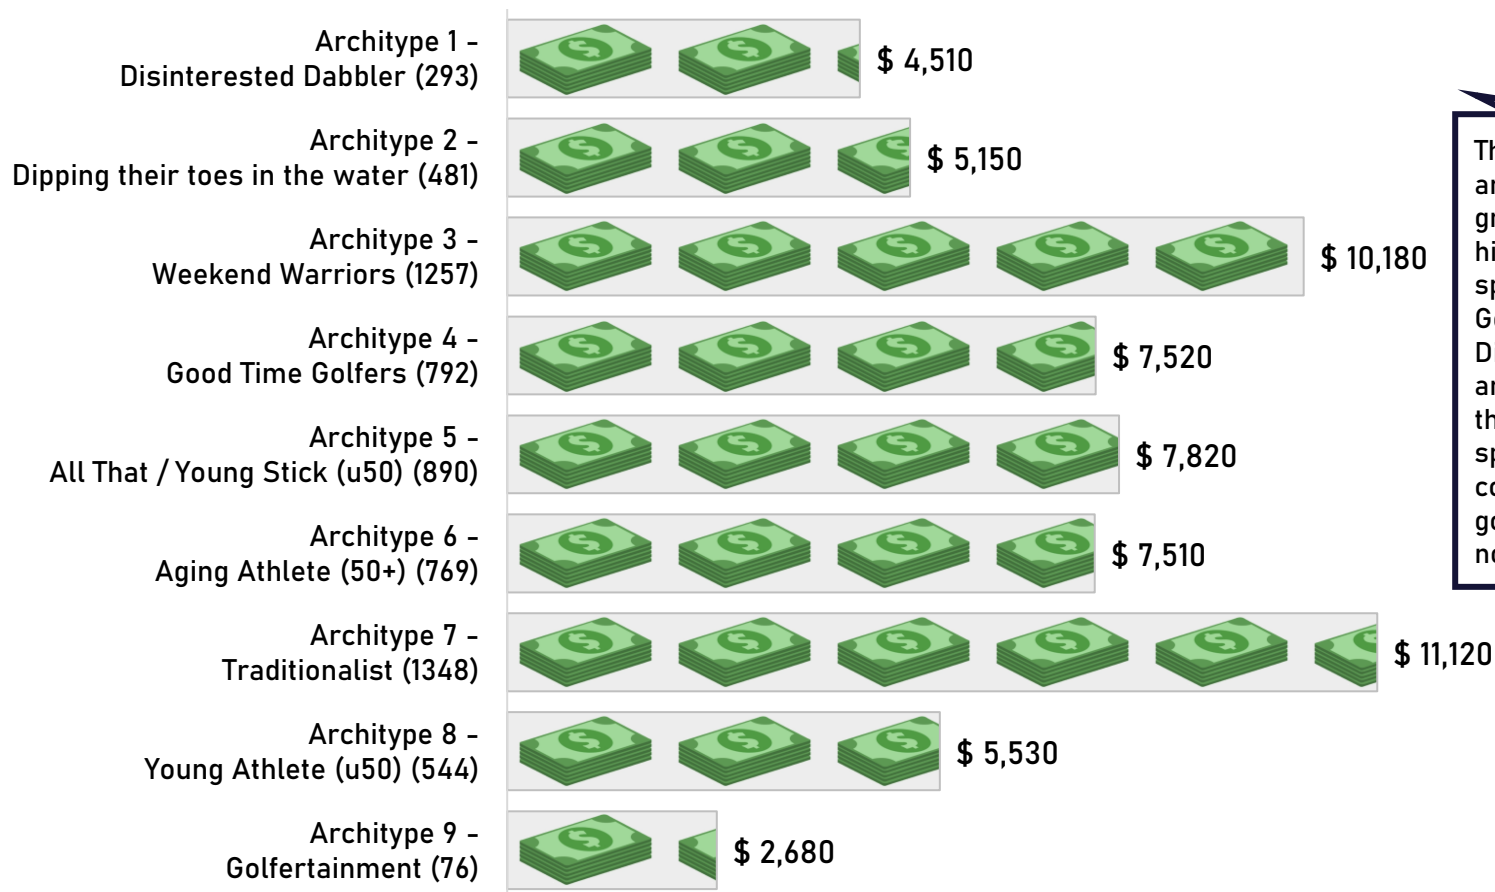 Architype 1 -
Disinterested Dabbler (293)
$ 4,510
Architype 2 -
Dipping their toes in the water (481)
$ 5,150
Architype 3 -
Weekend Warriors (1257)
$ 10,180
Architype 4 -
Good Time Golfers (792)
$ 7,520
Architype 5 -
All That / Young Stick (u50) (890)
$ 7,820
Architype 6 -
Aging Athlete (50+) (769)
$ 7,510
Architype 7 -
Traditionalist (1348)
$ 11,120
Architype 8 -
Young Athlete (u50) (544)
$ 5,530
Architype 9 -
Golfertainment (76)
$ 2,680